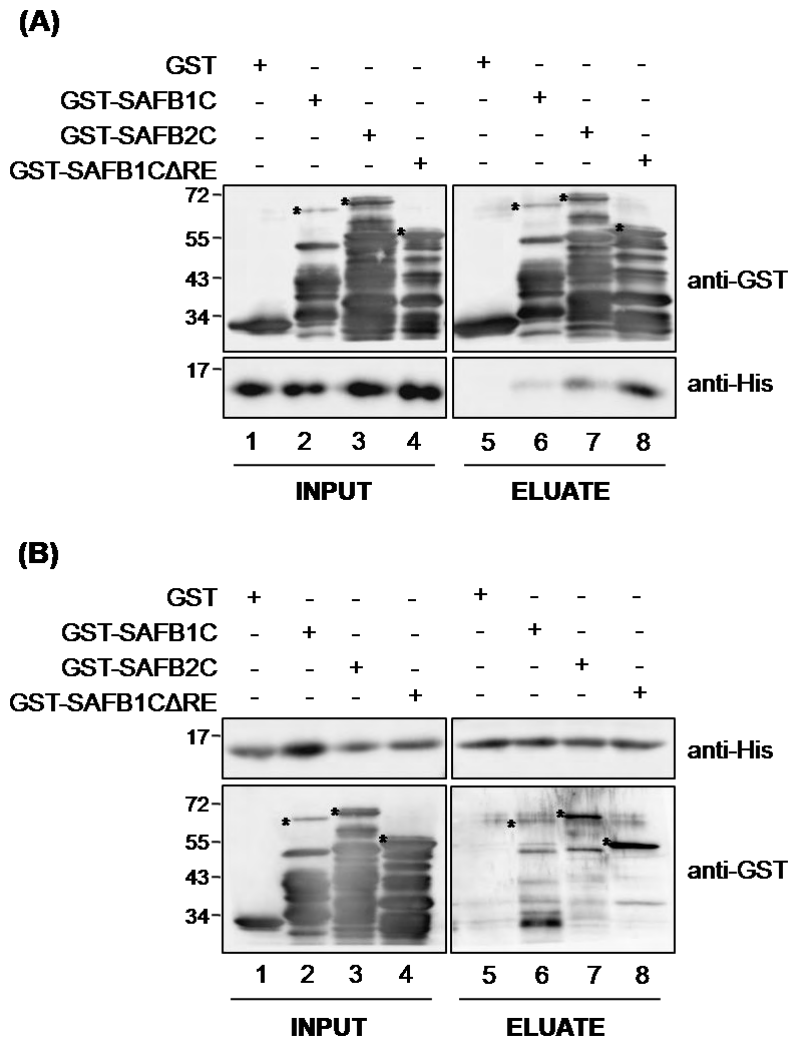 (A)
GST + - - - + - - -
GST-SAFB1C - + - - - + - -
GST-SAFB2C - - + - - - + -
GST-SAFB1CΔRE - - - + - - - +
72
55
43
34
anti-GST
17
anti-His
1 2 3 4 5 6 7 8
INPUT ELUATE
(B)
GST + - - - + - - -
GST-SAFB1C - + - - - + - -
GST-SAFB2C - - + - - - + -
GST-SAFB1CΔRE - - - + - - - +
17
anti-His
72
55
43
34
anti-GST
1 2 3 4 5 6 7 8
INPUT ELUATE